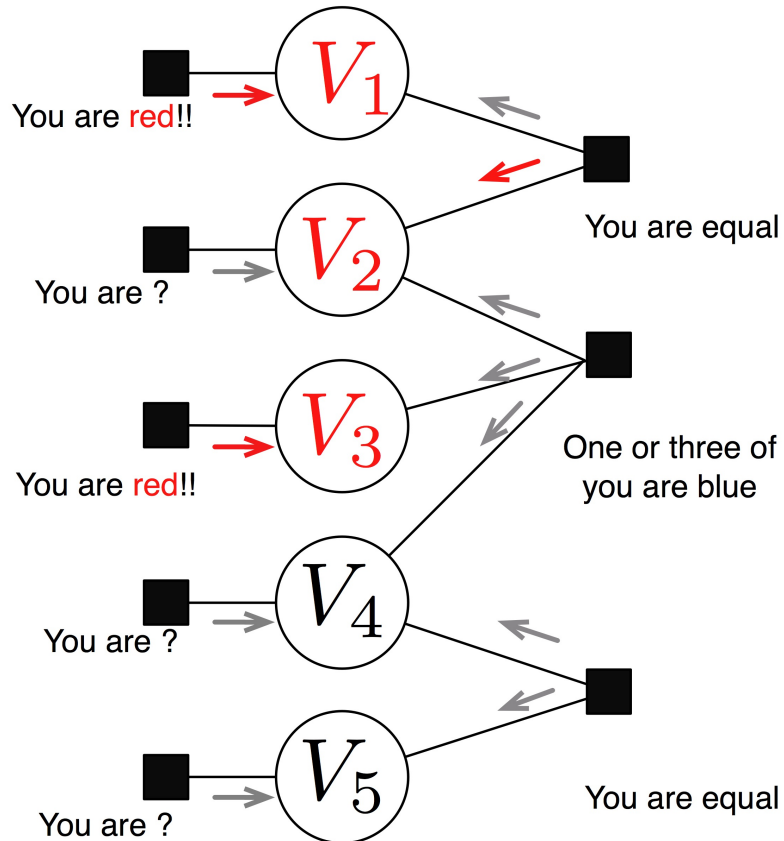 V1
You are red!!
You are equal
V2
You are ?
V3
You are red!!
One or three of
you are blue
V4
You are ?
V5
You are equal
You are ?